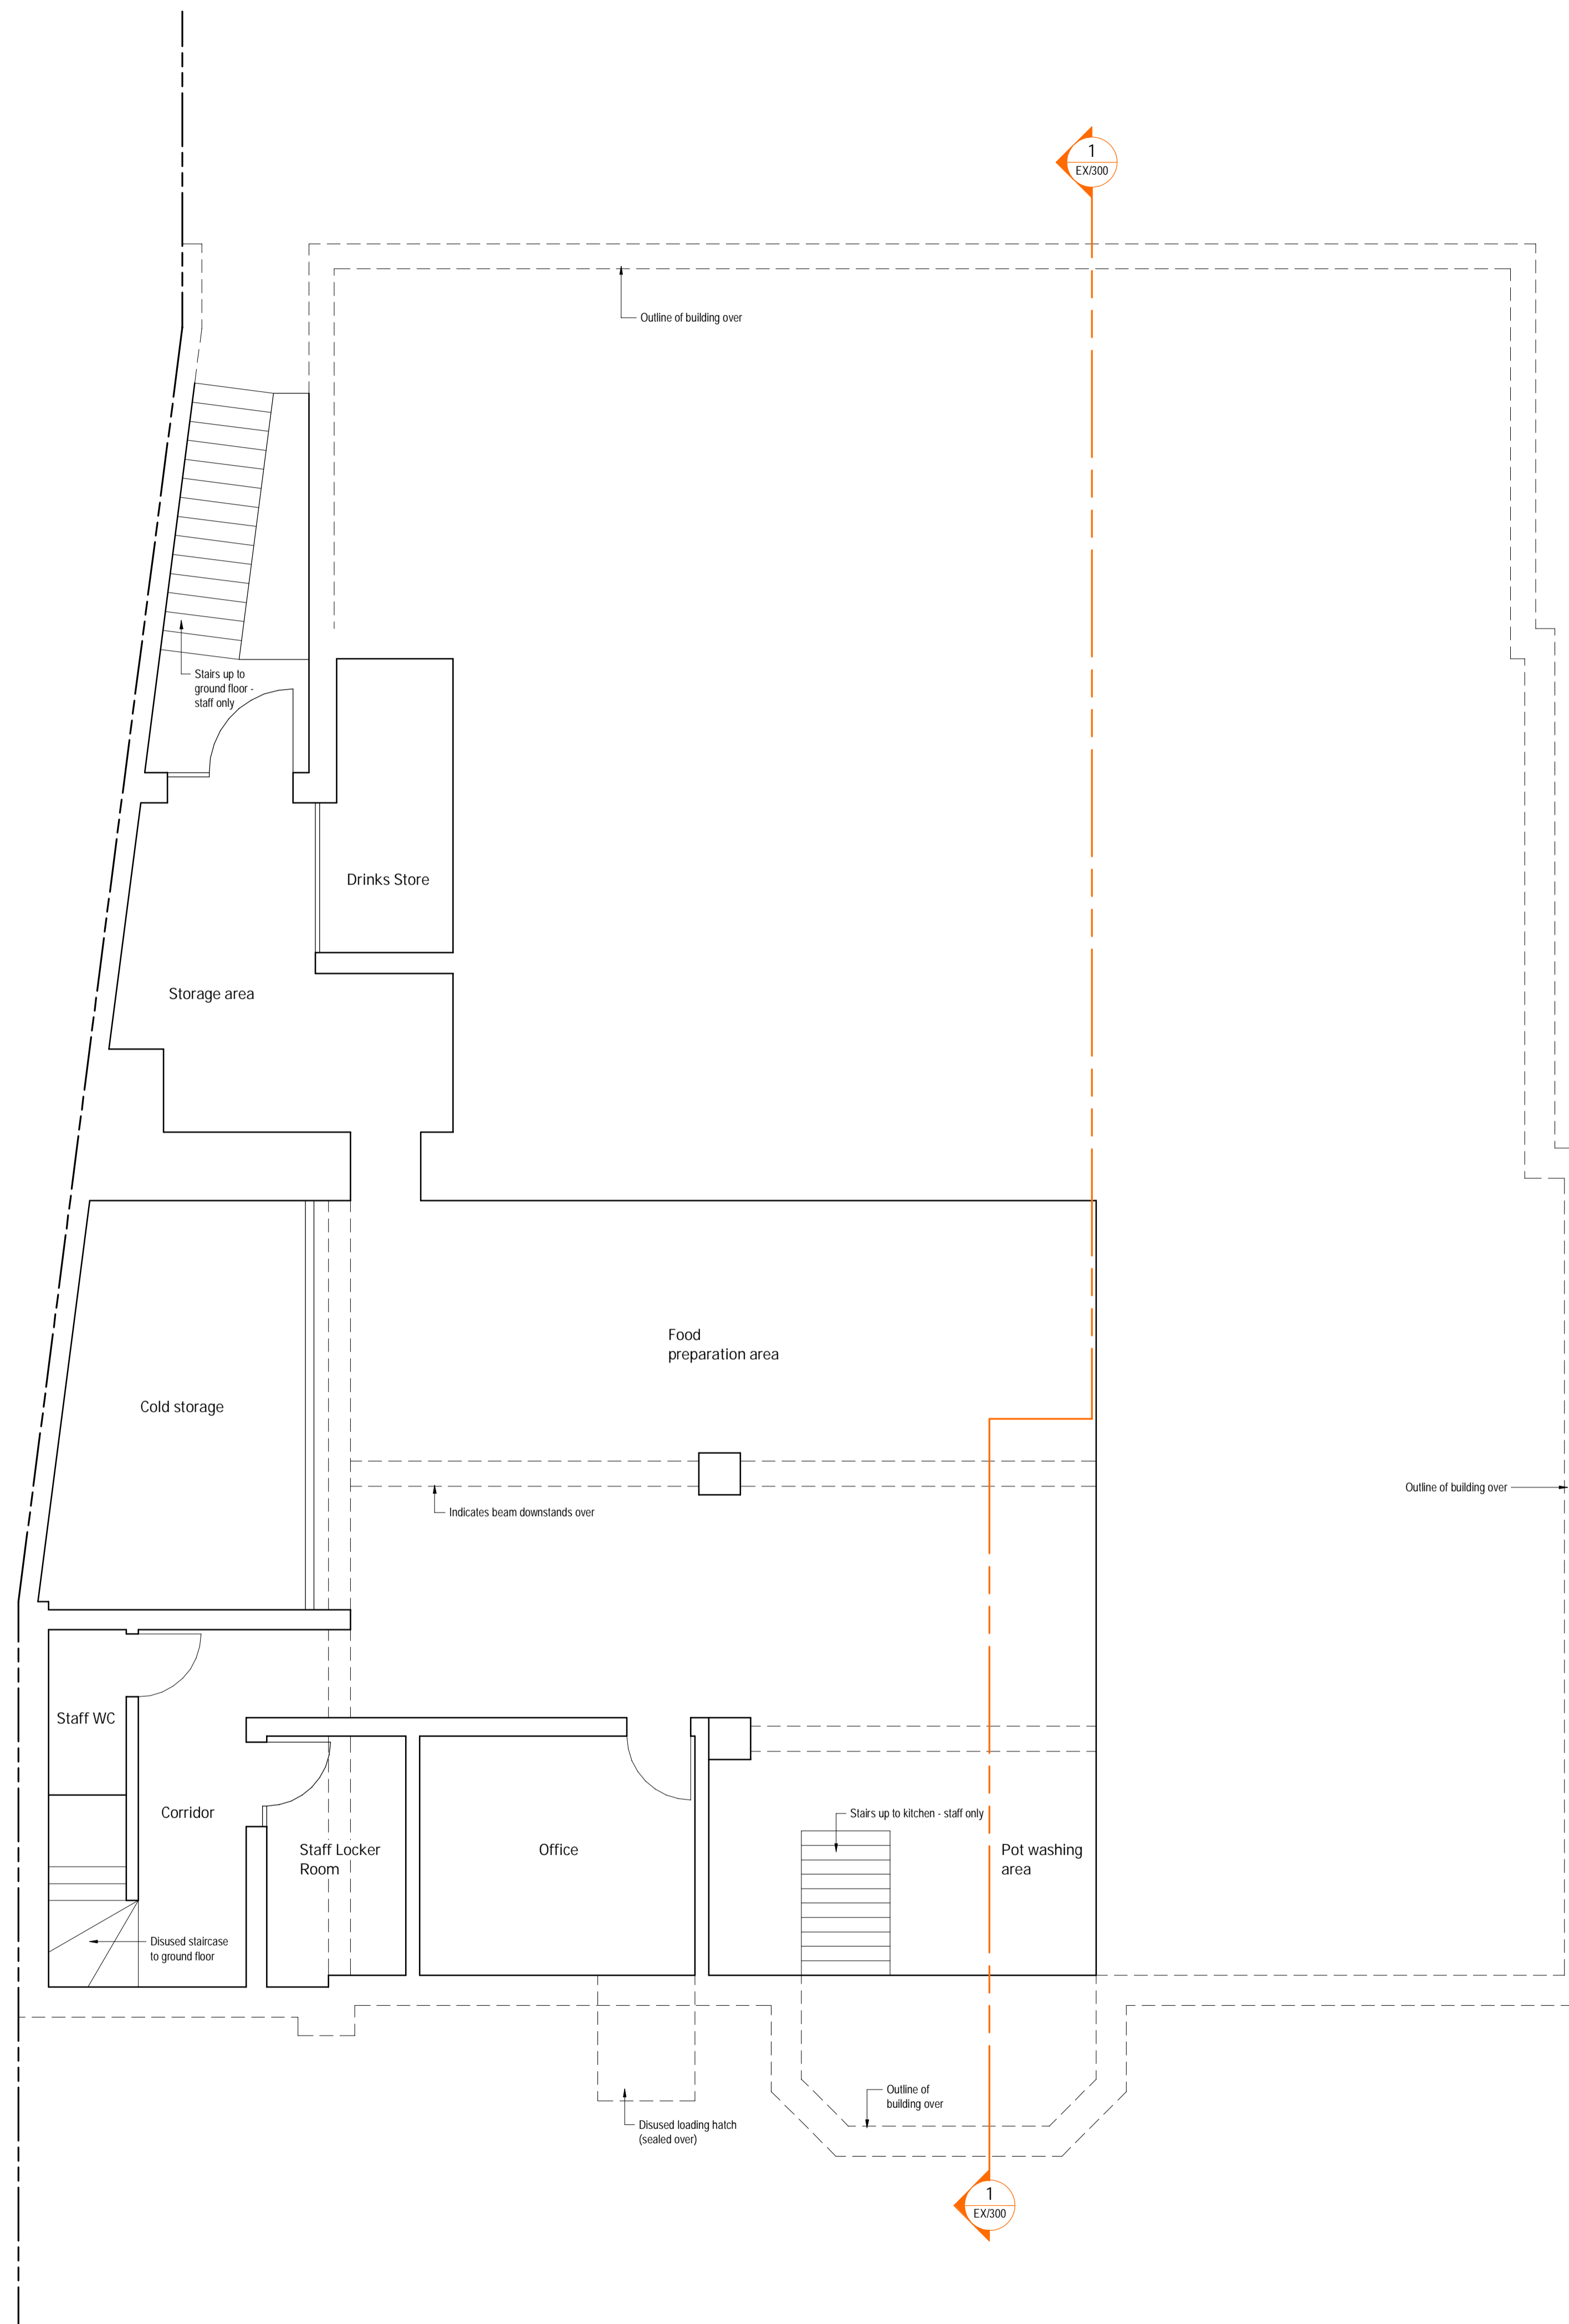 1
EX/300
Outline of building over
Stairs up to
ground floor -
staff only
Drinks Store
Storage area
Food
preparation area
Cold storage
Outline of building over
Indicates beam downstands over
Staff WC
Corridor
Stairs up to kitchen - staff only
Staff Locker
Room
Office
Pot washing
area
Disused staircase
to ground floor
Outline of
building over
Disused loading hatch
(sealed over)
1
EX/300